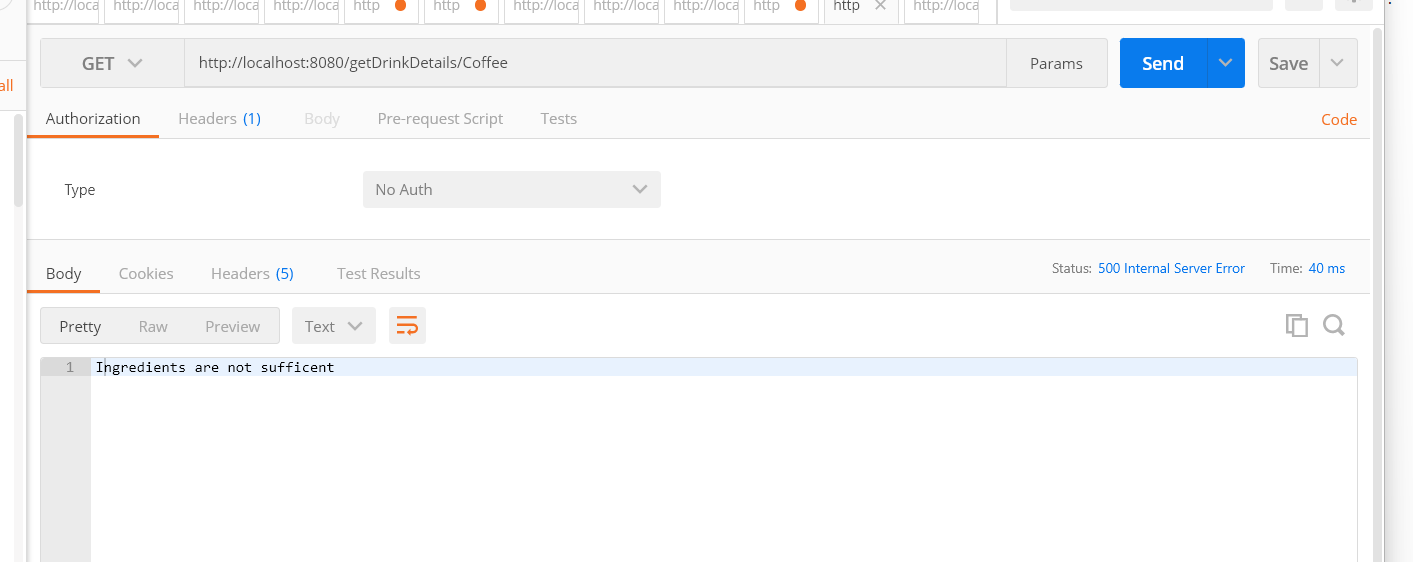 http://loca http://loca http://loca http://loca http http http://loca http://loca http://loca http http http://loca
GET http://localhost:8080/getDrinkDetails/Coffee Params Send Save
all
Authorization Headers (1) Body Pre-request Script Tests Code
Type No Auth
Body Cookies Headers (5) Test Results Status: 500 Internal Server Error Time: 40 ms
Pretty Raw Preview Text
1 Ingredients are not sufficent